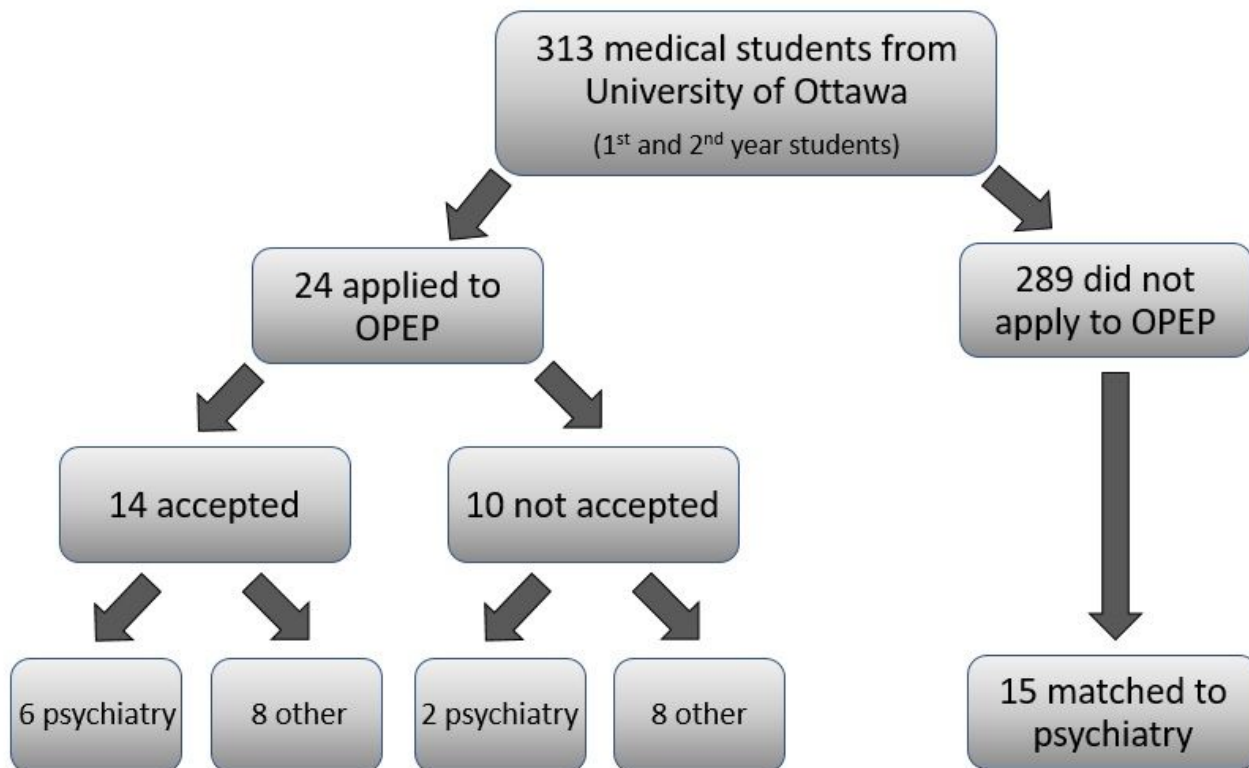 313 medical students from
University of Ottawa
(1st and 2nd year students)
24 applied to
OPEP
289 did not
apply to OPEP
14 accepted
10 not accepted
6 psychiatry
8 other
2 psychiatry
8 other
15 matched to
psychiatry